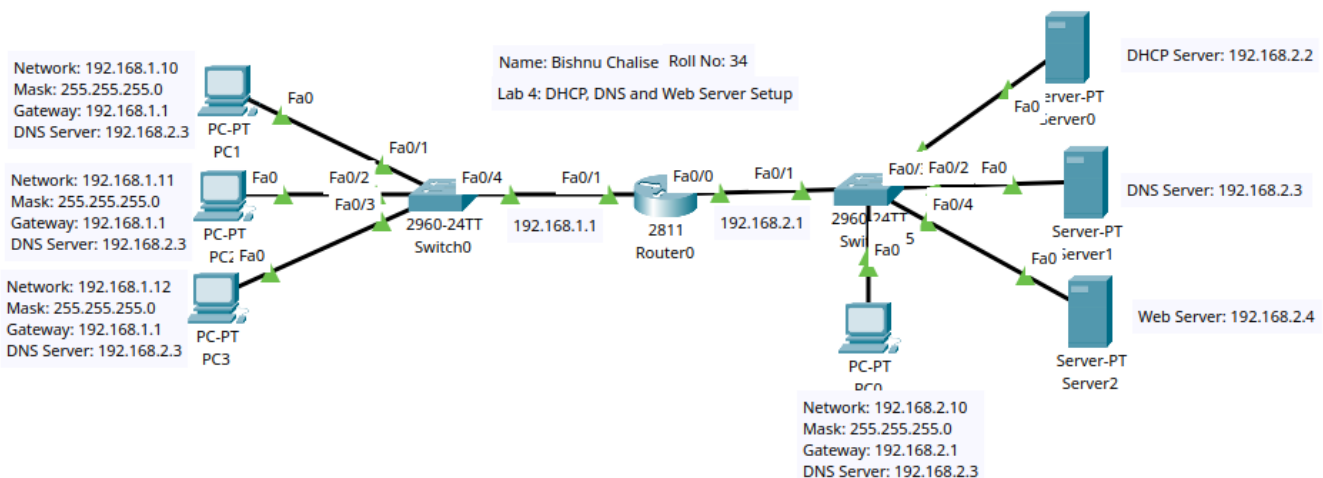 Name: Bishnu Chalise Roll No: 34
Lab 4: DHCP, DNS and Web Server Setup
Network: 192.168.1.10
Mask: 255.255.255.0
Gateway: 192.168.1.1
DNS Server: 192.168.2.3
PC-PT
PC1
Fa0
Fa0/1
Network: 192.168.1.11
Mask: 255.255.255.0
Gateway: 192.168.1.1
DNS Server: 192.168.2.3
PC-PT
Fa0
Fa0/2
Network: 192.168.1.12
Mask: 255.255.255.0
Gateway: 192.168.1.1
DNS Server: 192.168.2.3
PC-PT
PC3
Fa0
Fa0/3
2960-24TT
Switch0
Fa0/4
192.168.1.1
Fa0/1
2811
Router0
Fa0/0
192.168.2.1
Fa0/1
Fa0/2
Fa0/4
5
Fa0
DHCP Server: 192.168.2.2
Fa0
DNS Server: 192.168.2.3
Server-PT
Fa0
Web Server: 192.168.2.4
Server-PT
Server2
Fa0
PC-PT
Network: 192.168.2.10
Mask: 255.255.255.0
Gateway: 192.168.2.1
DNS Server: 192.168.2.3